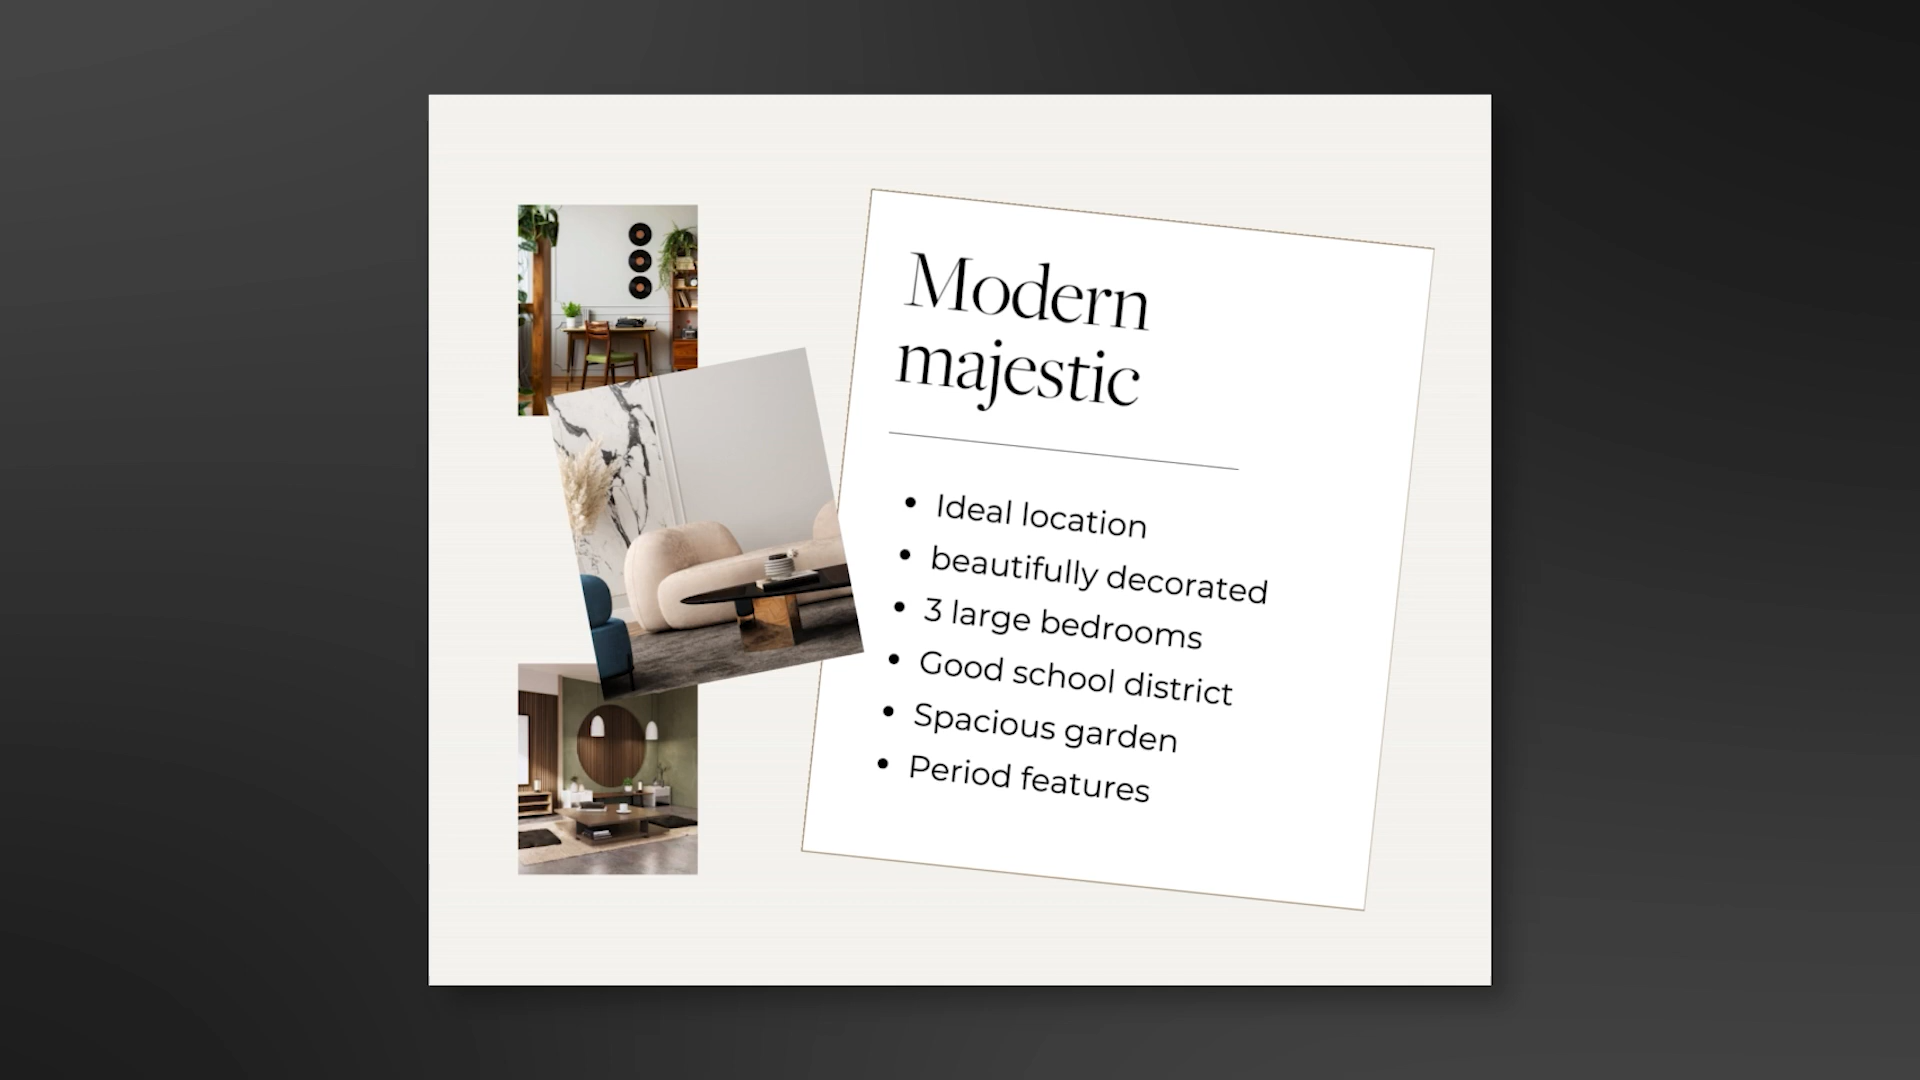 Modern
majestic
• Ideal location
• beautifully decorated
• 3 large bedrooms
• Good school district
• Spacious garden
• Period features